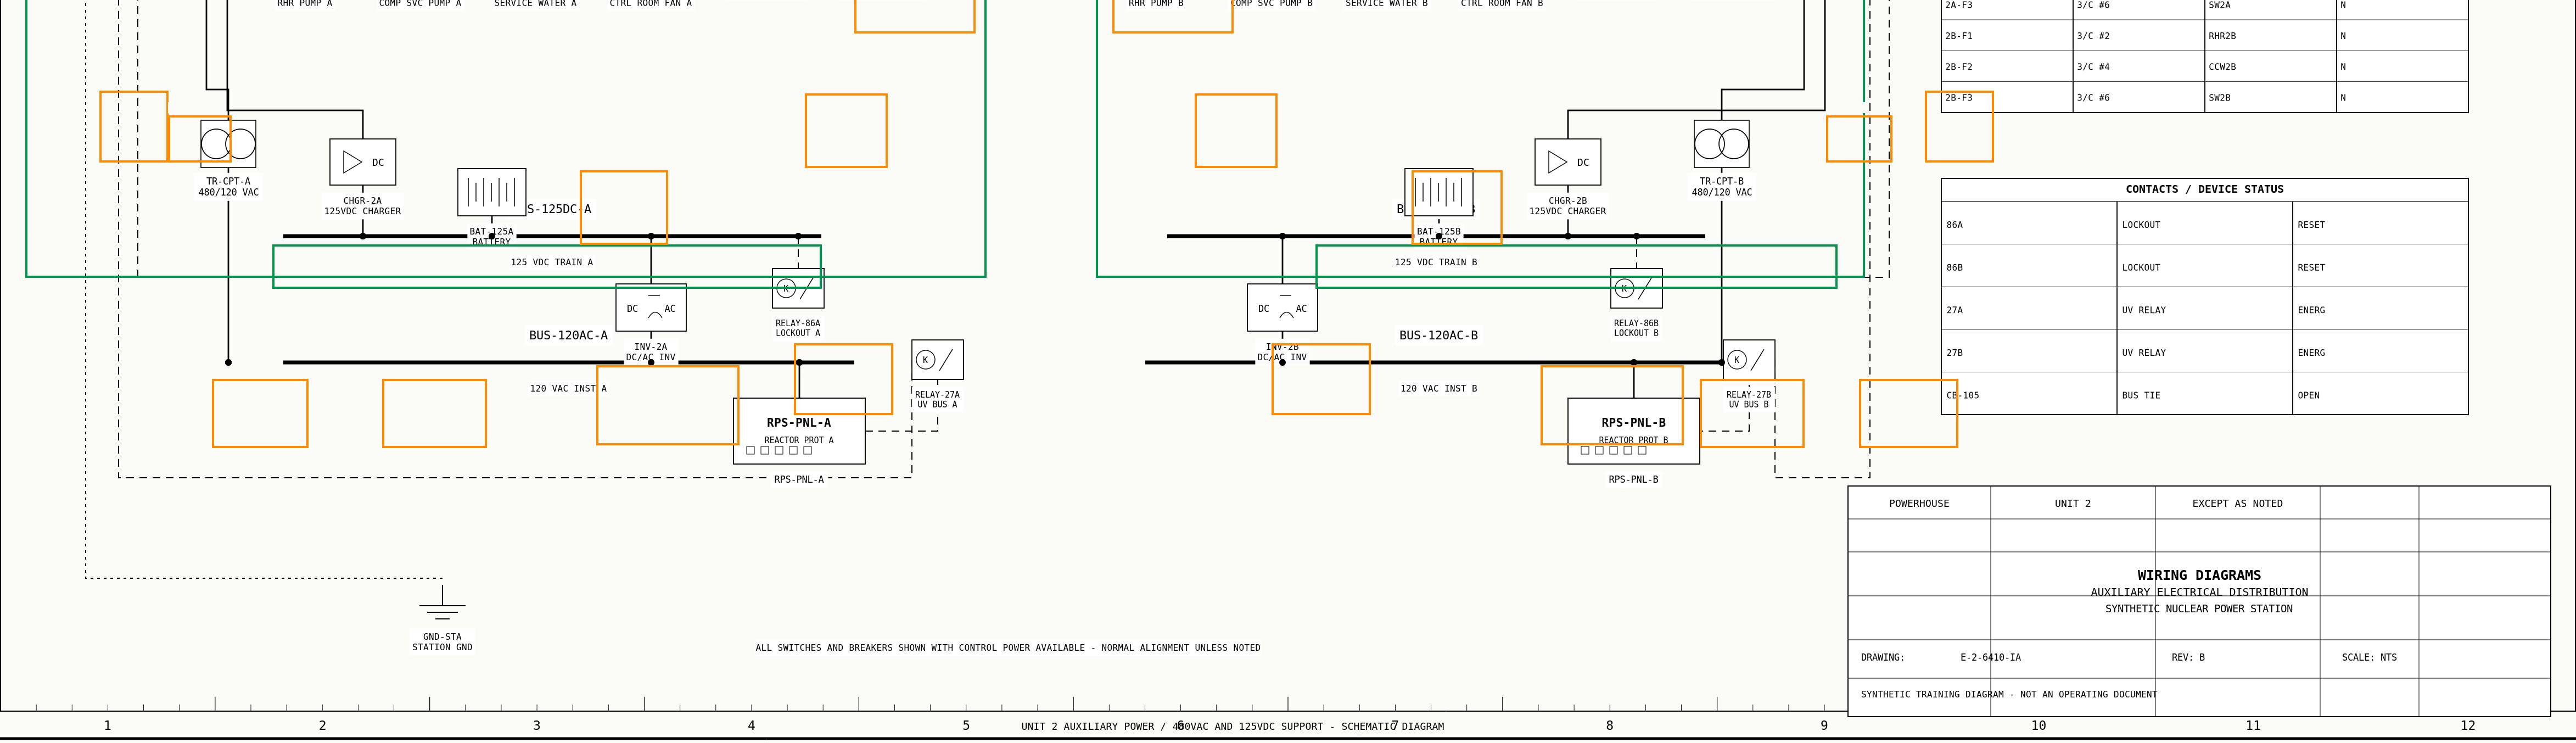 RHR PUMP A COMP SVC PUMP A SERVICE WATER A CTRL ROOM FAN A
RHR PUMP B COMP SVC PUMP B SERVICE WATER B CTRL ROOM FAN B
2A-F3 3/C #6 SW2A N
2B-F1 3/C #2 RHR2B N
2B-F2 3/C #4 CCW2B N
2B-F3 3/C #6 SW2B N
TR-CPT-A
480/120 VAC
DC
CHGR-2A
125VDC CHARGER
S-125DC-A
BAT-125A
BATTERY
125 VDC TRAIN A
DC AC
INV-2A
DC/AC INV
K
RELAY-86A
LOCKOUT A
BUS-120AC-A
120 VAC INST A
K
RELAY-27A
UV BUS A
RPS-PNL-A
REACTOR PROT A
RPS-PNL-A
BAT-125B
BATTERY
DC
CHGR-2B
125VDC CHARGER
TR-CPT-B
480/120 VAC
125 VDC TRAIN B
DC AC
INV-2B
DC/AC INV
K
RELAY-86B
LOCKOUT B
BUS-120AC-B
120 VAC INST B
K
RELAY-27B
UV BUS B
RPS-PNL-B
REACTOR PROT B
RPS-PNL-B
CONTACTS / DEVICE STATUS
86A LOCKOUT RESET
86B LOCKOUT RESET
27A UV RELAY ENERG
27B UV RELAY ENERG
CB-105 BUS TIE OPEN
GND-STA
STATION GND
ALL SWITCHES AND BREAKERS SHOWN WITH CONTROL POWER AVAILABLE - NORMAL ALIGNMENT UNLESS NOTED
POWERHOUSE UNIT 2 EXCEPT AS NOTED
WIRING DIAGRAMS
AUXILIARY ELECTRICAL DISTRIBUTION
SYNTHETIC NUCLEAR POWER STATION
DRAWING: E-2-6410-IA REV: B SCALE: NTS
SYNTHETIC TRAINING DIAGRAM - NOT AN OPERATING DOCUMENT
1 2 3 4 5 6 7 8 9 10 11 12
UNIT 2 AUXILIARY POWER / 480VAC AND 125VDC SUPPORT - SCHEMATIC DIAGRAM